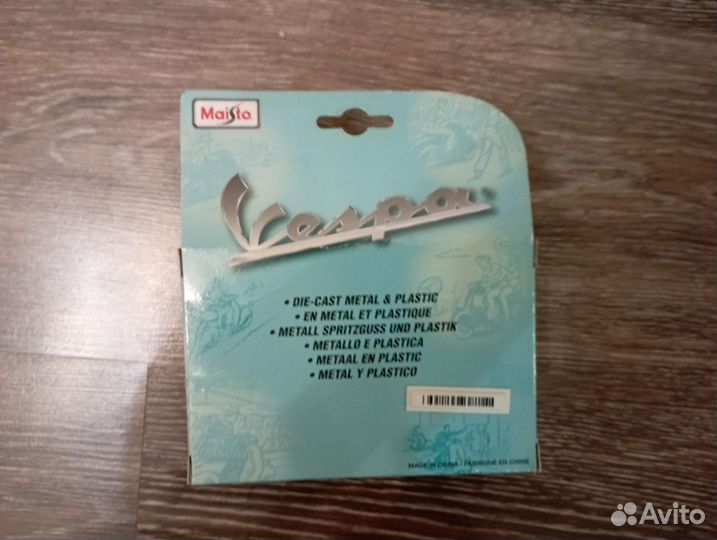 Maisto
Vespa
• DIE-CAST METAL & PLASTIC
• EN METAL ET PLASTIQUE
• METALL SPRITZGUSS UND PLASTIK
• METALLO E PLASTICA
• METAAL EN PLASTIC
• METAL Y PLASTICO
MADE IN CHINA / FABRIQUÉ EN CHINE
Avito